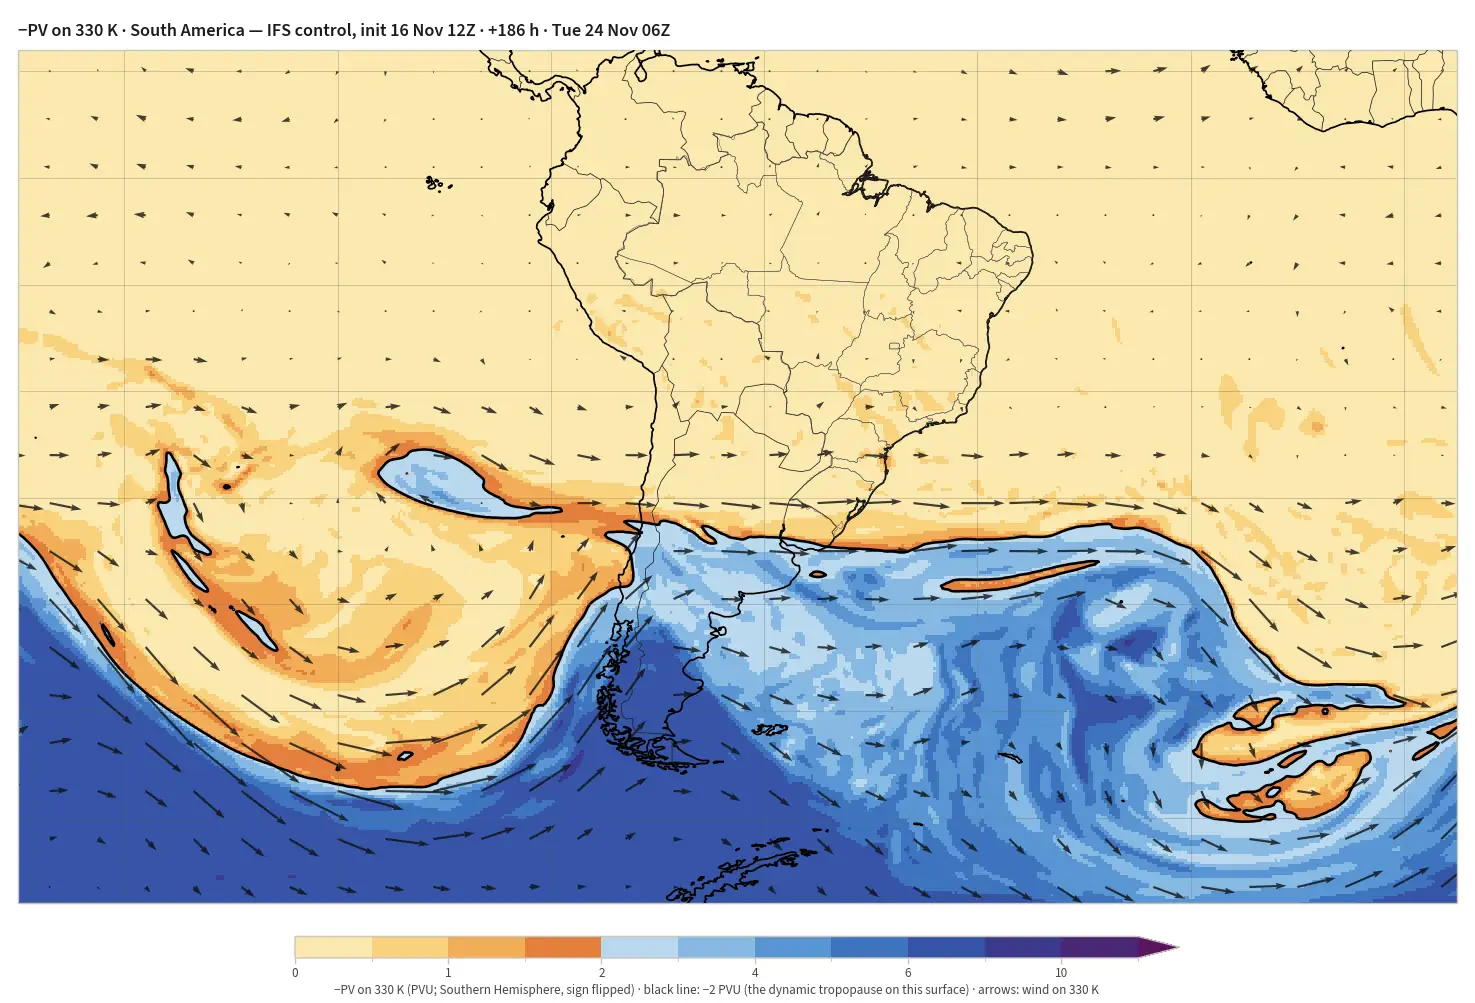 −PV on 330 K · South America — IFS control, init 16 Nov 12Z · +186 h · Tue 24 Nov 06Z
0 1 2 4 6 10
−PV on 330 K (PVU; Southern Hemisphere, sign flipped) · black line: −2 PVU (the dynamic tropopause on this surface) · arrows: wind on 330 K